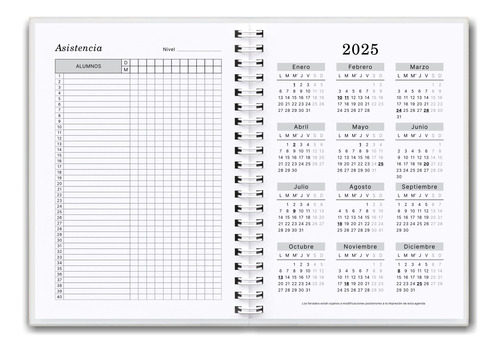 Asistencia
Nivel
ALUMNOS
D
M
1
2
3
4
5
6
7
8
9
10
11
12
13
14
15
16
17
18
19
20
21
22
23
24
25
26
27
28
29
30
31
32
33
34
35
36
37
38
39
40
2025
Enero
L M M' J V S D
1 2 3 4 5
6 7 8 9 10 11 12
13 14 15 16 17 18 19
20 21 22 23 24 25 26
27 28 29 30 31
Febrero
L M M' J V S D
1 2
3 4 5 6 7 8 9
10 11 12 13 14 15 16
17 18 19 20 21 22 23
24 25 26 27 28
Marzo
L M M' J V S D
1 2
3 4 5 6 7 8 9
10 11 12 13 14 15 16
17 18 19 20 21 22 23
24 25 26 27 28 29 30
31
Abril
L M M' J V S D
1 2 3 4 5 6
7 8 9 10 11 12 13
14 15 16 17 18 19 20
21 22 23 24 25 26 27
28 29 30
Mayo
L M M' J V S D
1 2 3 4
5 6 7 8 9 10 11
12 13 14 15 16 17 18
19 20 21 22 23 24 25
26 27 28 29 30 31
Junio
L M M' J V S D
1
2 3 4 5 6 7 8
9 10 11 12 13 14 15
16 17 18 19 20 21 22
23 24 25 26 27 28 29
30
Julio
L M M' J V S D
1 2 3 4 5 6
7 8 9 10 11 12 13
14 15 16 17 18 19 20
21 22 23 24 25 26 27
28 29 30 31
Agosto
L M M' J V S D
1 2 3
4 5 6 7 8 9 10
11 12 13 14 15 16 17
18 19 20 21 22 23 24
25 26 27 28 29 30 31
Septiembre
L M M' J V S D
1 2 3 4 5 6 7
8 9 10 11 12 13 14
15 16 17 18 19 20 21
22 23 24 25 26 27 28
29 30
Octubre
L M M' J V S D
1 2 3 4 5
6 7 8 9 10 11 12
13 14 15 16 17 18 19
20 21 22 23 24 25 26
27 28 29 30 31
Noviembre
L M M' J V S D
1 2
3 4 5 6 7 8 9
10 11 12 13 14 15 16
17 18 19 20 21 22 23
24 25 26 27 28 29 30
Diciembre
L M M' J V S D
1 2 3 4 5 6 7
8 9 10 11 12 13 14
15 16 17 18 19 20 21
22 23 24 25 26 27 28
29 30 31
Los feriados están sujetos a modificaciones posteriores a la impresión de esta agenda